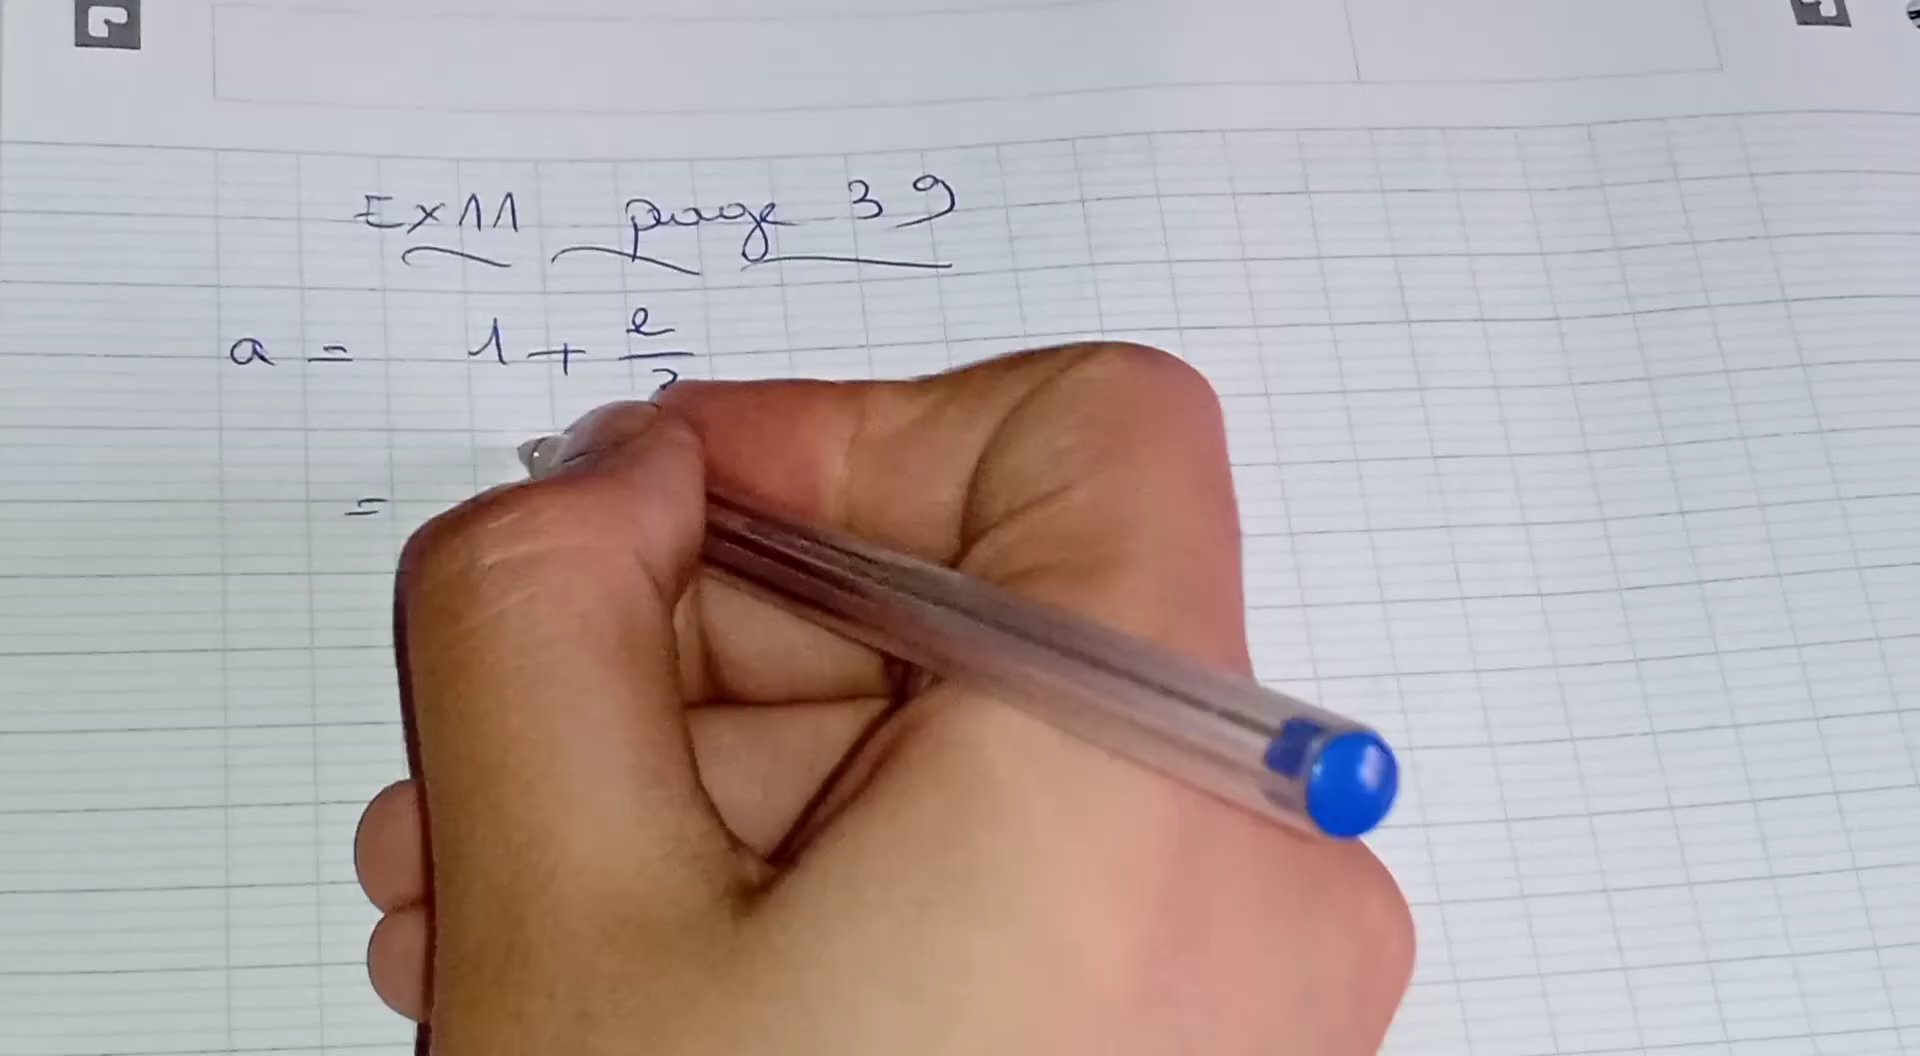 Ex11 page 39
a = 1 + e/
=